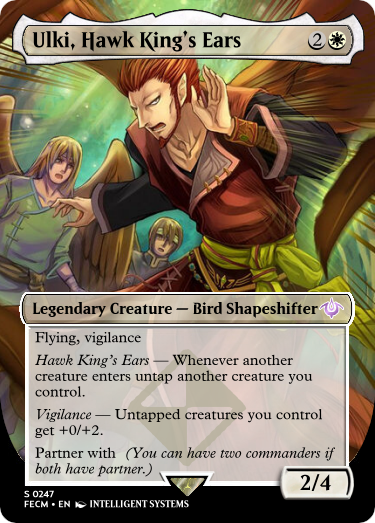 Ulki, Hawk King's Ears 2
Legendary Creature — Bird Shapeshifter
Flying, vigilance
Hawk King's Ears — Whenever another
creature enters untap another creature you
control.
Vigilance — Untapped creatures you control
get +0/+2.
Partner with (You can have two commanders if
both have partner.)
2/4
S 0247
FECM • EN INTELLIGENT SYSTEMS